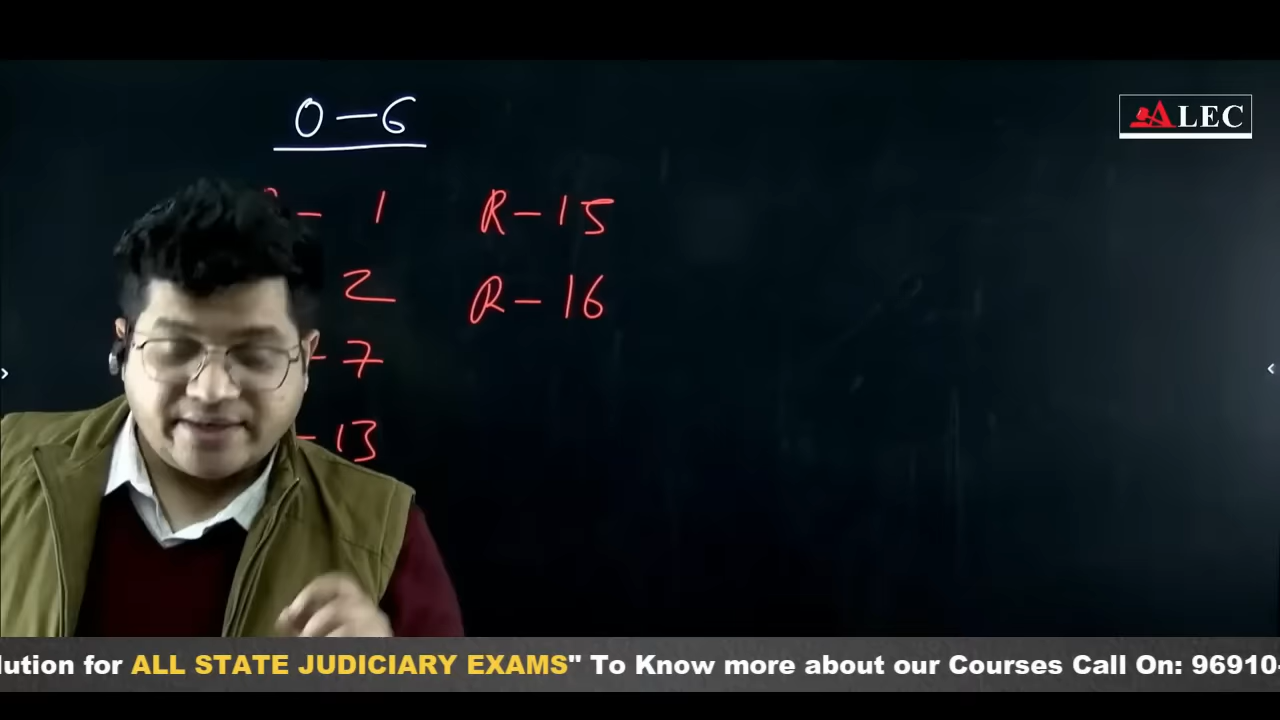 O-6
- 1
R-15
2
R-16
-7
-13
ALEC
lution for ALL STATE JUDICIARY EXAMS" To Know more about our Courses Call On: 96910-